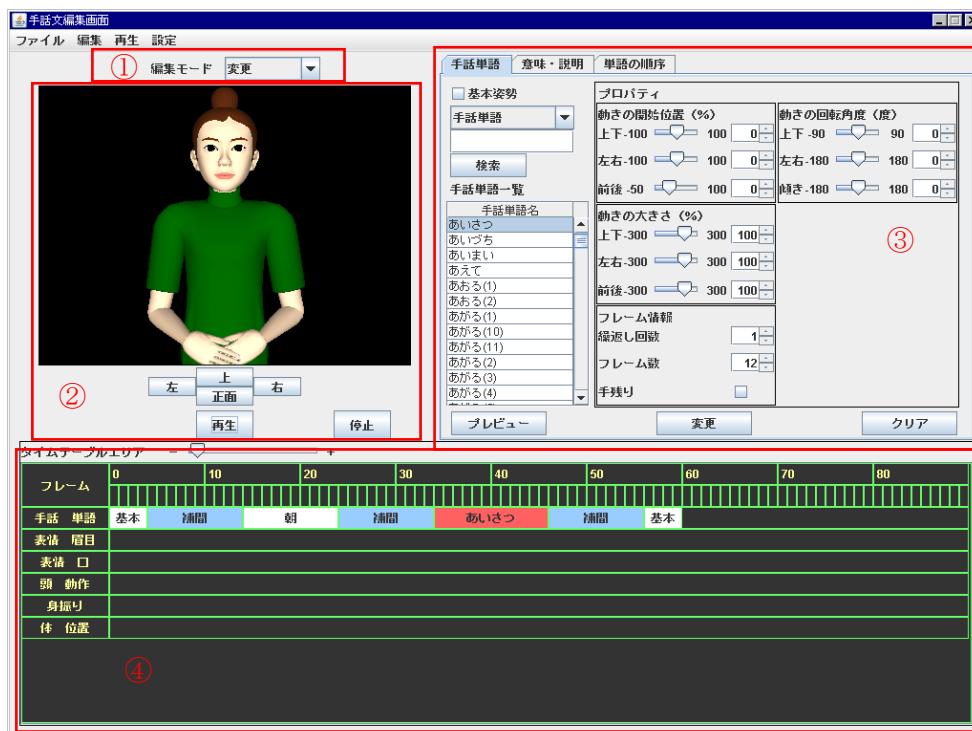 手話文編集画面
ファイル 編集 再生 設定
① 編集モード 変更
②
左 上 右
正面
再生 停止
手話単語 意味・説明 単語の順序
基本姿勢
手話単語
検索
手話単語一覧
手話単語名
あいさつ
あいづち
あいまい
あえて
あおる(1)
あおる(2)
あがる(1)
あがる(10)
あがる(11)
あがる(2)
あがる(3)
あがる(4)
プロパティ
動きの開始位置 (%)
上下-100 100 0
左右-100 100 0
前後 -50 100 0
動きの回転角度 (度)
上下 -90 90 0
左右-180 180 0
傾き-180 180 0
動きの大きさ (%)
上下-300 300 100
左右-300 300 100
前後-300 300 100
③
フレーム情報
繰返し回数 1
フレーム数 12
手残り
プレビュー 変更 クリア
タイムテーブルエリア - +
フレーム 0 10 20 30 40 50 60 70 80
手話 単語 基本 補間 朝 補間 あいさつ 補間 基本
表情 眉目
表情 口
頭 動作
身振り
体 位置
④